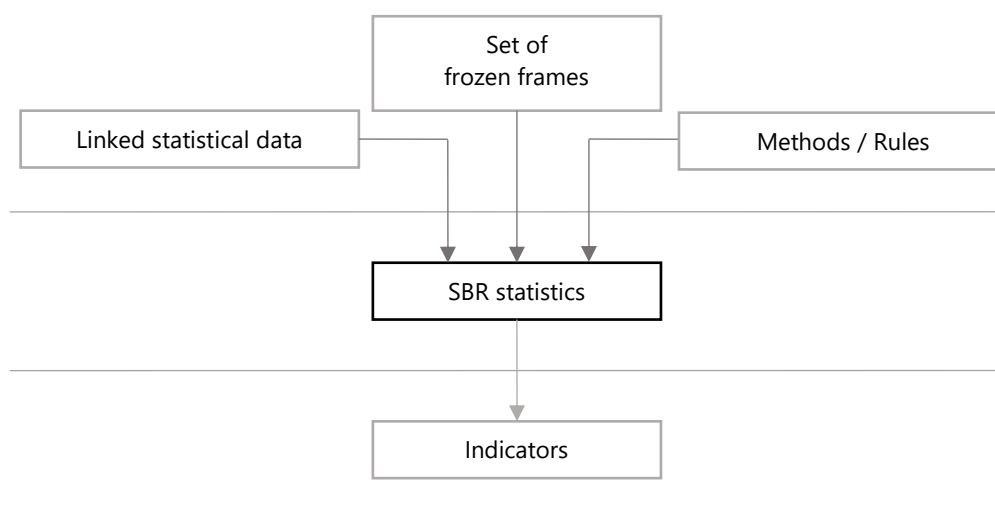 Set of
frozen frames
Linked statistical data
Methods / Rules
SBR statistics
Indicators